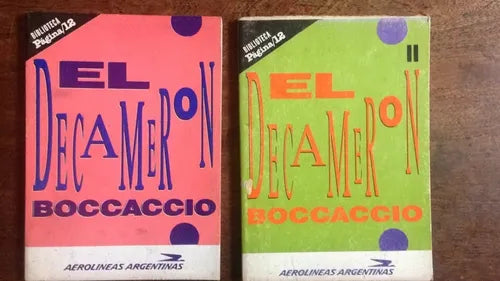 BIBLIOTECA
Página/12
EL
DECAMERON
BOCCACCIO
AEROLINEAS ARGENTINAS
BIBLIOTECA
Página/12
II
EL
DECAMERON
BOCCACCIO
AEROLINEAS ARGENTINAS